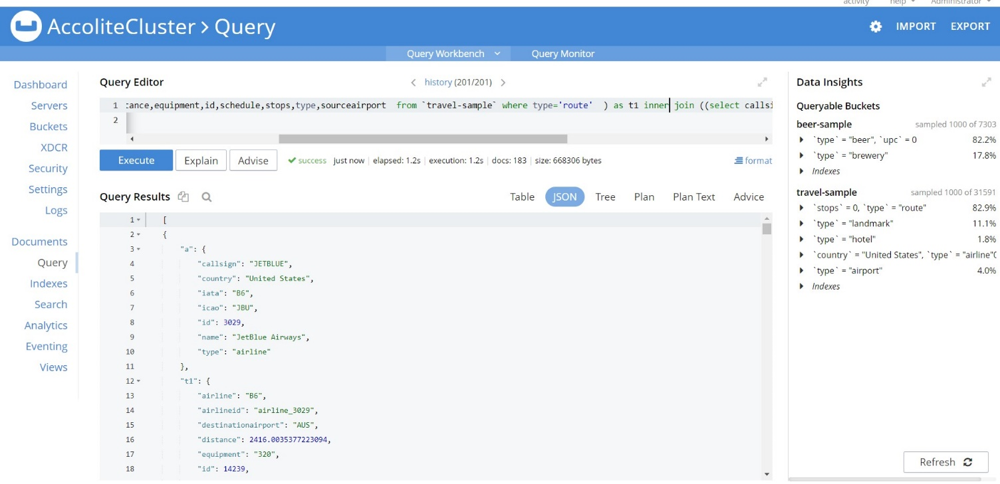 activity help Administrator
AccoliteCluster > Query
IMPORT EXPORT
Query Workbench Query Monitor
Dashboard
Servers
Buckets
XDCR
Security
Settings
Logs
Documents
Query
Indexes
Search
Analytics
Eventing
Views
Query Editor
history (201/201)
1 :ance,equipment,id,schedule,stops,type,sourceairport from `travel-sample` where type='route' ) as t1 inner join ((select callsi
2
Execute Explain Advise success just now elapsed: 1.2s execution: 1.2s docs: 183 size: 668306 bytes format
Query Results
Table JSON Tree Plan Plan Text Advice
1 [
2 {
3 "a": {
4 "callsign": "JETBLUE",
5 "country": "United States",
6 "iata": "B6",
7 "icao": "JBU",
8 "id": 3029,
9 "name": "JetBlue Airways",
10 "type": "airline"
11 },
12 "t1": {
13 "airline": "B6",
14 "airlineid": "airline_3029",
15 "destinationairport": "AUS",
16 "distance": 2416.0035377223094,
17 "equipment": "320",
18 "id": 14239,
Data Insights
Queryable Buckets
beer-sample sampled 1000 of 7303
`type` = "beer", `upc` = 0 82.2%
`type` = "brewery" 17.8%
Indexes
travel-sample sampled 1000 of 31591
`stops` = 0, `type` = "route" 82.9%
`type` = "landmark" 11.1%
`type` = "hotel" 1.8%
`country` = "United States", `type` = "airline"
`type` = "airport" 4.0%
Indexes
Refresh